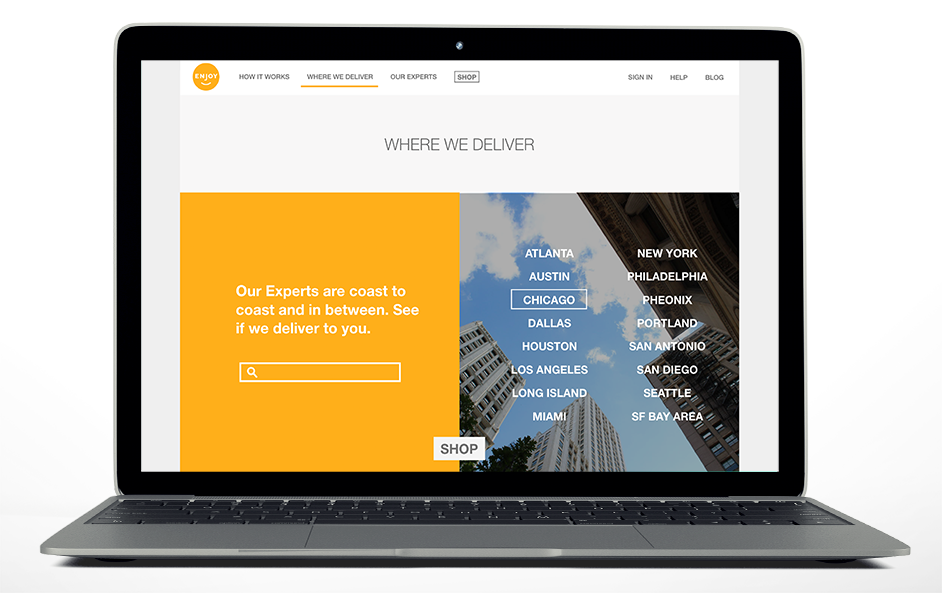 ENJOY
HOW IT WORKS
WHERE WE DELIVER
OUR EXPERTS
SHOP
SIGN IN
HELP
BLOG
WHERE WE DELIVER
Our Experts are coast to
coast and in between. See
if we deliver to you.
ATLANTA
AUSTIN
CHICAGO
DALLAS
HOUSTON
LOS ANGELES
LONG ISLAND
MIAMI
NEW YORK
PHILADELPHIA
PHEONIX
PORTLAND
SAN ANTONIO
SAN DIEGO
SEATTLE
SF BAY AREA
SHOP